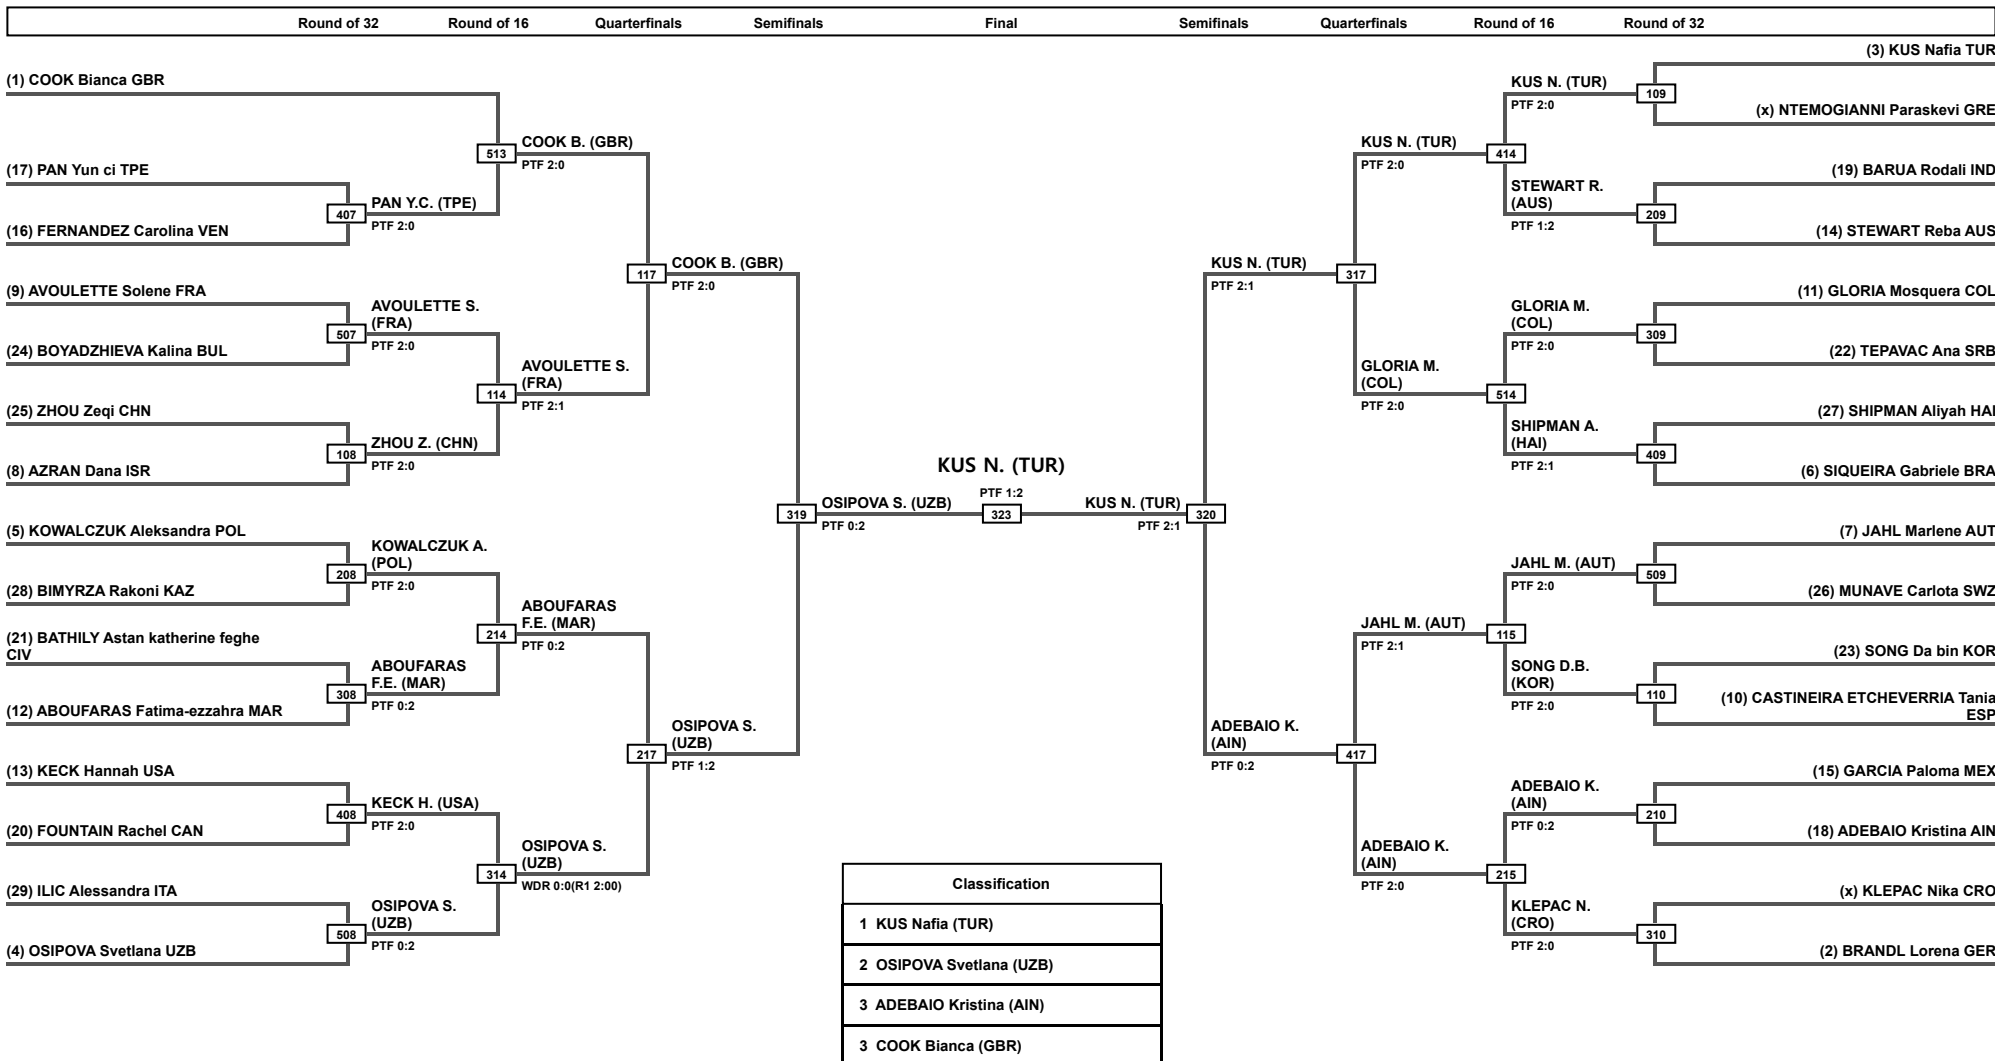 Round of 32 Round of 16 Quarterfinals Semifinals Final Semifinals Quarterfinals Round of 16 Round of 32
(1) COOK Bianca GBR
(17) PAN Yun ci TPE
(16) FERNANDEZ Carolina VEN
(9) AVOULETTE Solene FRA
(24) BOYADZHIEVA Kalina BUL
(25) ZHOU Zeqi CHN
(8) AZRAN Dana ISR
(5) KOWALCZUK Aleksandra POL
(28) BIMYRZA Rakoni KAZ
(21) BATHILY Astan katherine feghe
CIV
(12) ABOUFARAS Fatima-ezzahra MAR
(13) KECK Hannah USA
(20) FOUNTAIN Rachel CAN
(29) ILIC Alessandra ITA
(4) OSIPOVA Svetlana UZB
407
PAN Y.C. (TPE)
PTF 2:0
507
AVOULETTE S.
(FRA)
PTF 2:0
108
ZHOU Z. (CHN)
PTF 2:0
208
KOWALCZUK A.
(POL)
PTF 2:0
308
ABOUFARAS
F.E. (MAR)
PTF 0:2
408
KECK H. (USA)
PTF 2:0
508
OSIPOVA S.
(UZB)
PTF 0:2
513
COOK B. (GBR)
PTF 2:0
114
AVOULETTE S.
(FRA)
PTF 2:1
214
ABOUFARAS
F.E. (MAR)
PTF 0:2
314
OSIPOVA S.
(UZB)
WDR 0:0(R1 2:00)
117
COOK B. (GBR)
PTF 2:0
217
OSIPOVA S.
(UZB)
PTF 1:2
319
OSIPOVA S. (UZB)
PTF 0:2
KUS N. (TUR)
PTF 1:2
323
KUS N. (TUR)
PTF 2:1
320
KUS N. (TUR)
PTF 2:1
317
ADEBAIO K.
(AIN)
PTF 0:2
417
KUS N. (TUR)
PTF 2:0
414
GLORIA M.
(COL)
PTF 2:0
514
JAHL M. (AUT)
PTF 2:1
115
ADEBAIO K.
(AIN)
PTF 2:0
215
KUS N. (TUR)
PTF 2:0
109
STEWART R.
(AUS)
PTF 1:2
209
GLORIA M.
(COL)
PTF 2:0
309
SHIPMAN A.
(HAI)
PTF 2:1
409
JAHL M. (AUT)
PTF 2:0
509
SONG D.B.
(KOR)
PTF 2:0
110
ADEBAIO K.
(AIN)
PTF 0:2
210
KLEPAC N.
(CRO)
PTF 2:0
310
(3) KUS Nafia TUR
(x) NTEMOGIANNI Paraskevi GRE
(19) BARUA Rodali IND
(14) STEWART Reba AUS
(11) GLORIA Mosquera COL
(22) TEPAVAC Ana SRB
(27) SHIPMAN Aliyah HAI
(6) SIQUEIRA Gabriele BRA
(7) JAHL Marlene AUT
(26) MUNAVE Carlota SWZ
(23) SONG Da bin KOR
(10) CASTINEIRA ETCHEVERRIA Tania
ESP
(15) GARCIA Paloma MEX
(18) ADEBAIO Kristina AIN
(x) KLEPAC Nika CRO
(2) BRANDL Lorena GER
Classification
1 KUS Nafia (TUR)
2 OSIPOVA Svetlana (UZB)
3 ADEBAIO Kristina (AIN)
3 COOK Bianca (GBR)